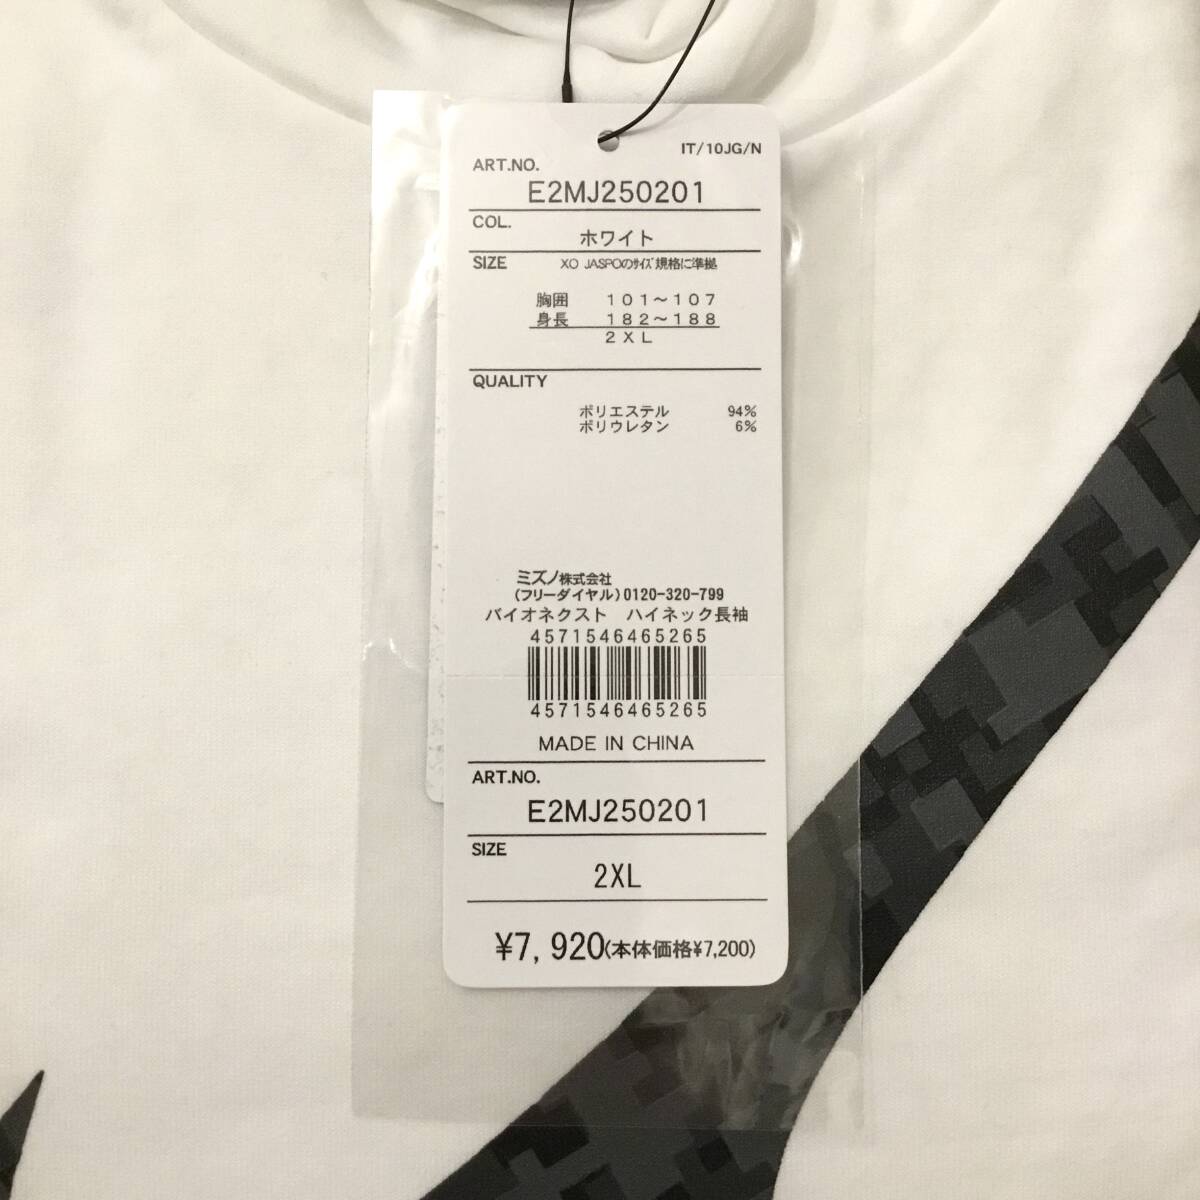 IT/10JG/N
ART.NO.
E2MJ250201
COL.
ホワイト
SIZE XO JASPOのサイズ規格に準拠
胸囲 101～107
身長 182～188
2XL
QUALITY
ポリエステル 94%
ポリウレタン 6%
ミズノ株式会社
(フリーダイヤル)0120-320-799
バイオネクスト ハイネック長袖
4571546465265
4571546465265
MADE IN CHINA
ART.NO.
E2MJ250201
SIZE
2XL
¥7,920(本体価格¥7,200)